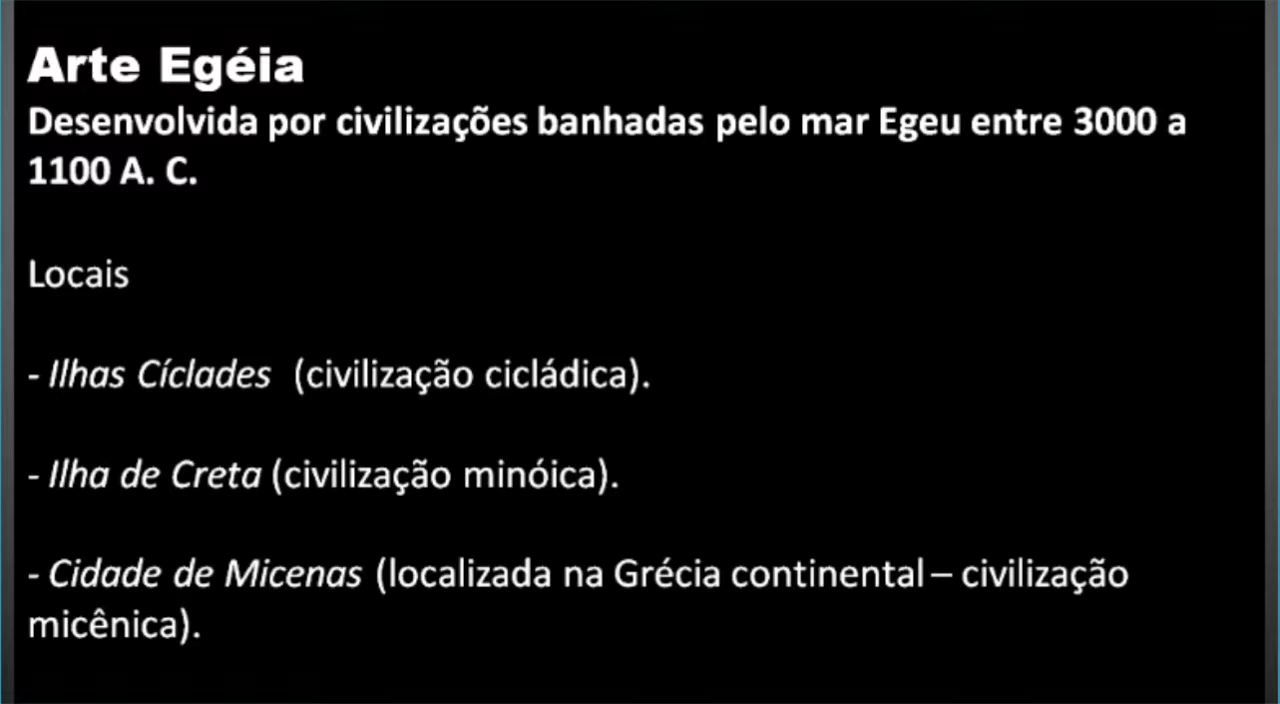 Arte Egéia
Desenvolvida por civilizações banhadas pelo mar Egeu entre 3000 a
1100 A. C.
Locais
- Ilhas Cíclades  (civilização cicládica).
- Ilha de Creta (civilização minóica).
- Cidade de Micenas (localizada na Grécia continental – civilização
micênica).